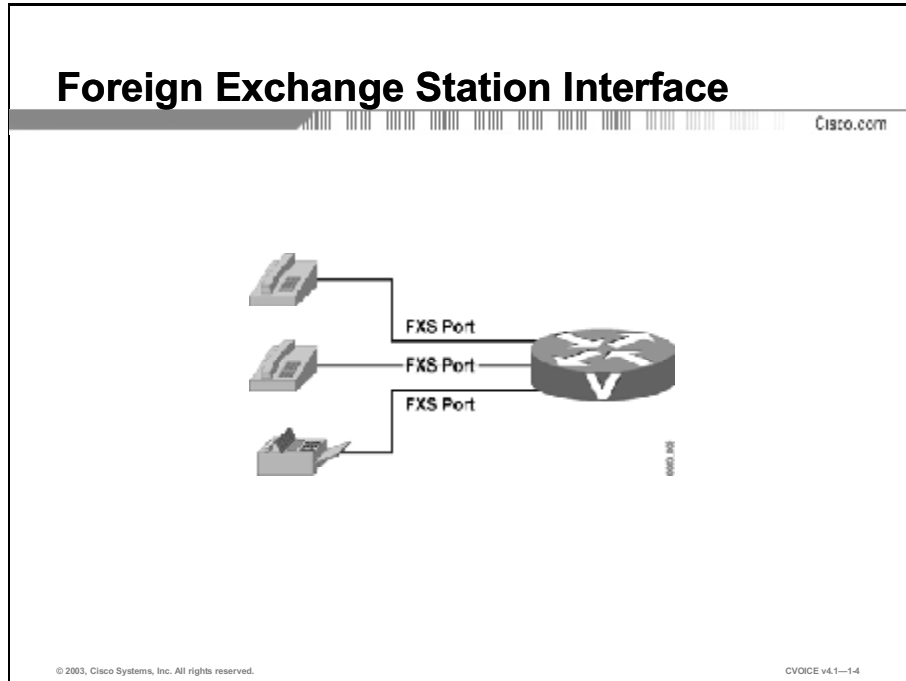 Foreign Exchange Station Interface
Cisco.com
FXS Port
FXS Port
FXS Port
V
© 2003, Cisco Systems, Inc. All rights reserved.
CVOICE v4.1—1-4